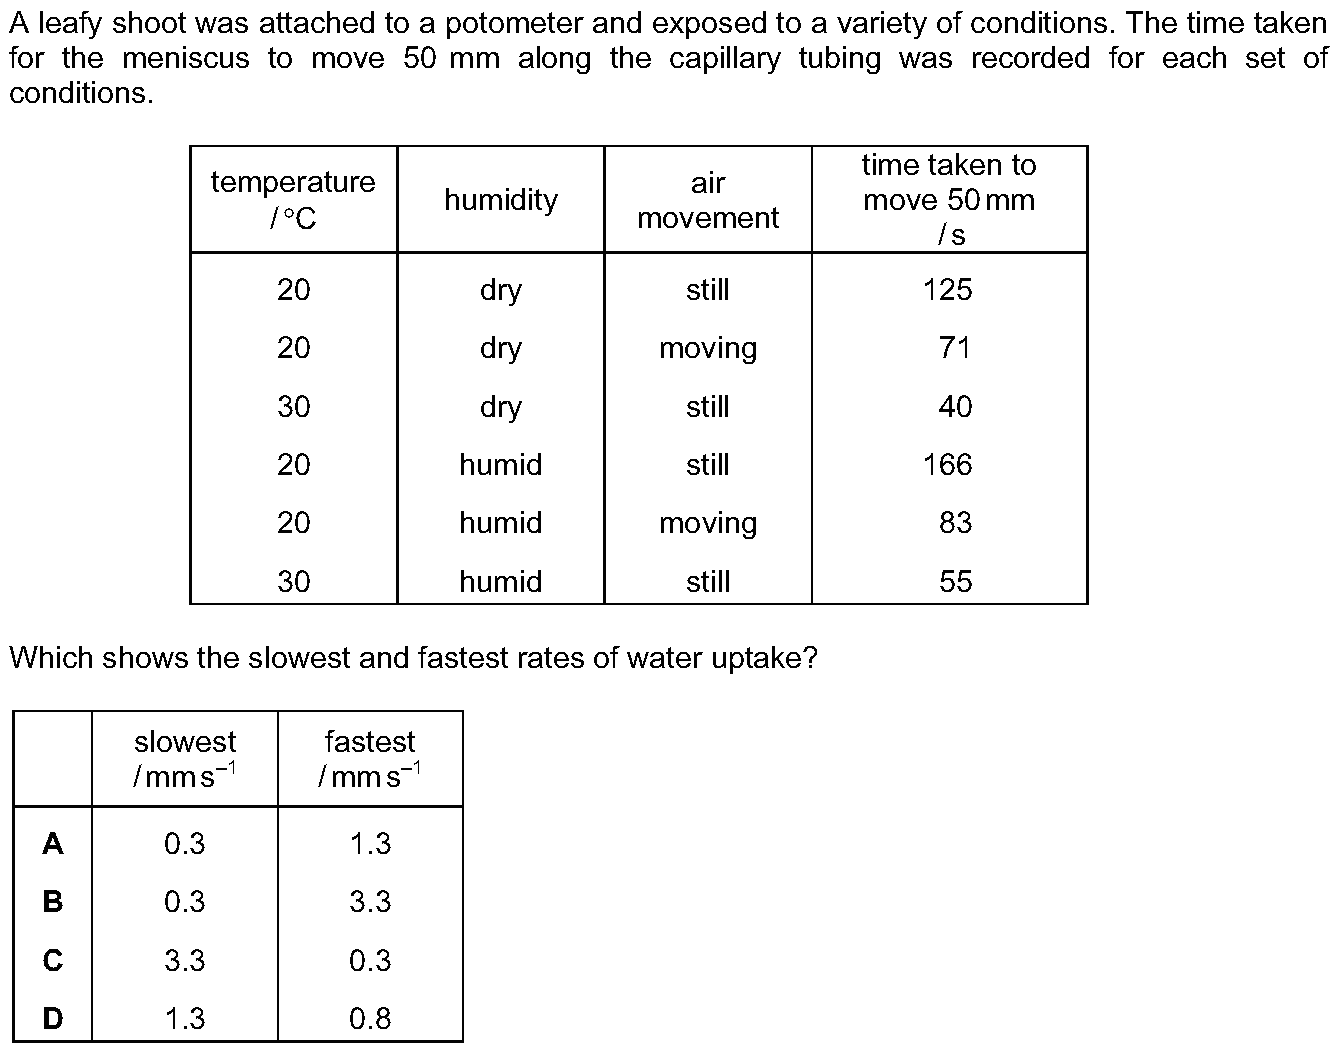 A leafy shoot was attached to a potometer and exposed to a variety of conditions. The time taken
for the meniscus to move 50 mm along the capillary tubing was recorded for each set of
conditions.
temperature
/ °C
humidity
air
movement
time taken to
move 50 mm
/ s
20 dry still 125
20 dry moving 71
30 dry still 40
20 humid still 166
20 humid moving 83
30 humid still 55
Which shows the slowest and fastest rates of water uptake?
slowest
/ mm s⁻¹
fastest
/ mm s⁻¹
A 0.3 1.3
B 0.3 3.3
C 3.3 0.3
D 1.3 0.8